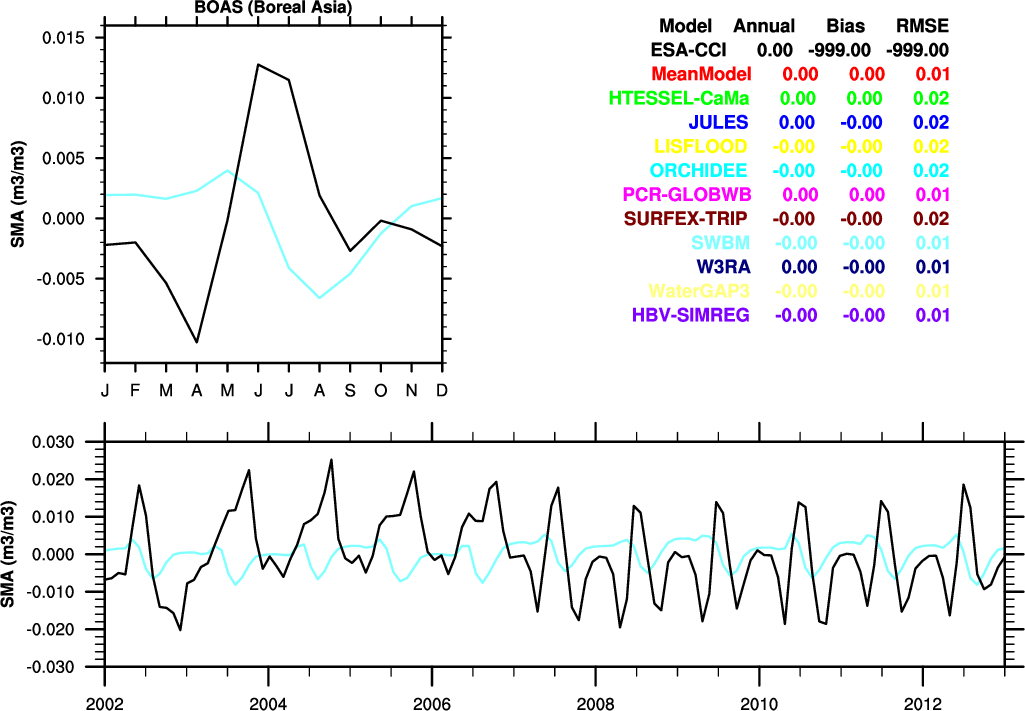 BOAS (Boreal Asia)
0.015
0.010
0.005
0.000
-0.005
-0.010
SMA (m3/m3)
J F M A M J J A S O N D
Model Annual Bias RMSE
ESA-CCI 0.00 -999.00 -999.00
MeanModel 0.00 0.00 0.01
HTESSEL-CaMa 0.00 0.00 0.02
JULES 0.00 -0.00 0.02
LISFLOOD -0.00 -0.00 0.02
ORCHIDEE -0.00 -0.00 0.02
PCR-GLOBWB 0.00 0.00 0.01
SURFEX-TRIP -0.00 -0.00 0.02
SWBM -0.00 -0.00 0.01
W3RA 0.00 -0.00 0.01
WaterGAP3 -0.00 -0.00 0.01
HBV-SIMREG -0.00 -0.00 0.01
0.030
0.020
0.010
0.000
-0.010
-0.020
-0.030
SMA (m3/m3)
2002 2004 2006 2008 2010 2012